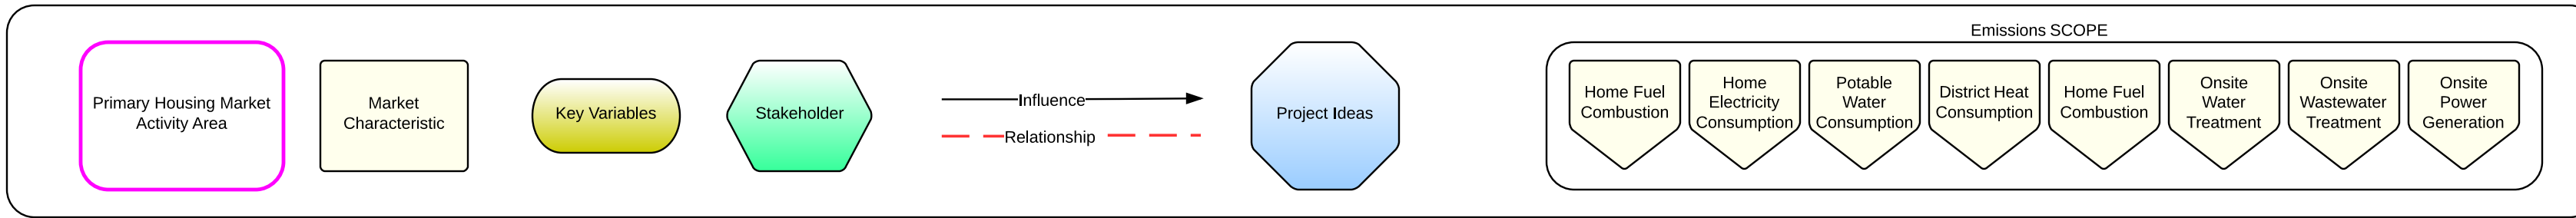 Emissions SCOPE
Primary Housing Market
Activity Area
Market
Characteristic
Key Variables
Stakeholder
Influence
Relationship
Project Ideas
Home Fuel
Combustion
Home
Electricity
Consumption
Potable
Water
Consumption
District Heat
Consumption
Home Fuel
Combustion
Onsite
Water
Treatment
Onsite
Wastewater
Treatment
Onsite
Power
Generation